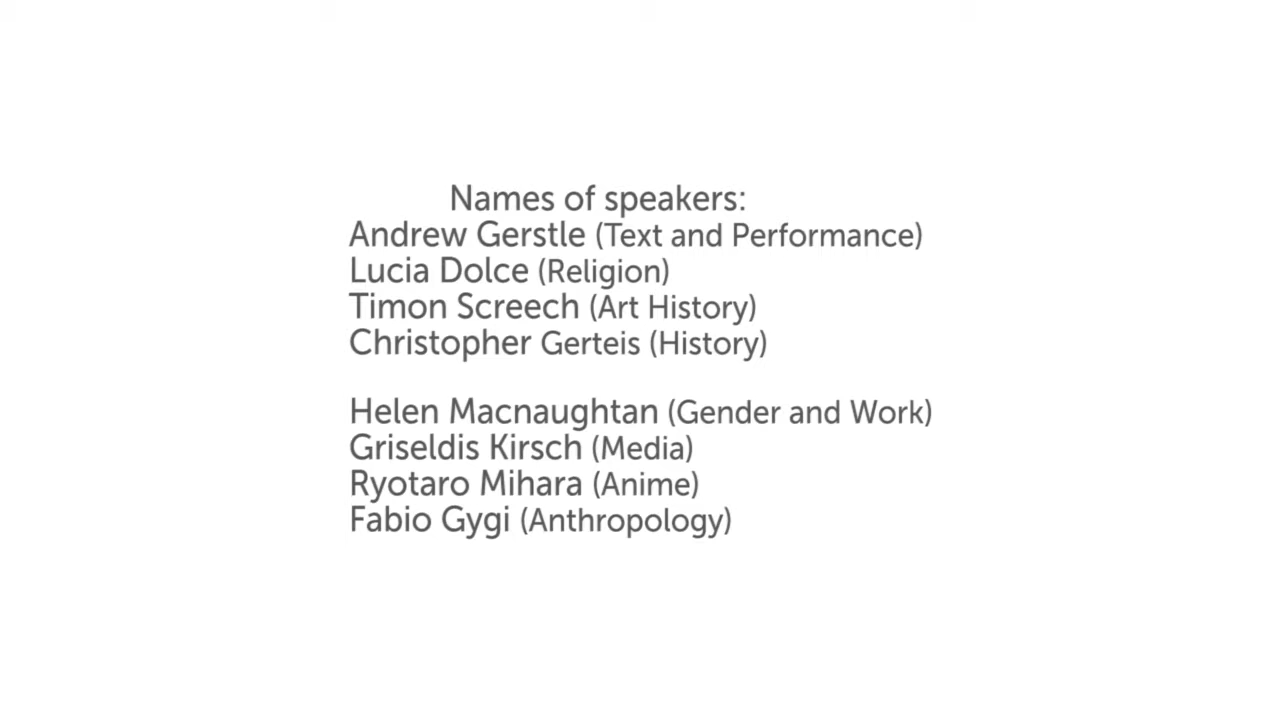 Names of speakers:
Andrew Gerstle (Text and Performance)
Lucia Dolce (Religion)
Timon Screech (Art History)
Christopher Gerteis (History)
Helen Macnaughtan (Gender and Work)
Griseldis Kirsch (Media)
Ryotaro Mihara (Anime)
Fabio Gygi (Anthropology)